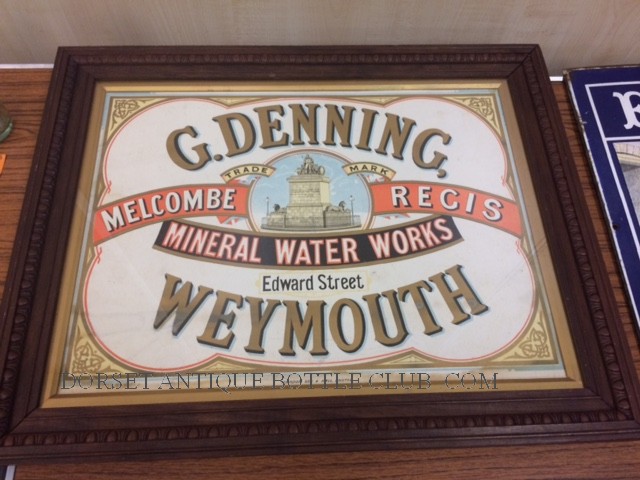 G. DENNING,
TRADE MARK
MELCOMBE REGIS
MINERAL WATER WORKS
Edward Street
WEYMOUTH
DORSET ANTIQUE BOTTLE CLUB .COM